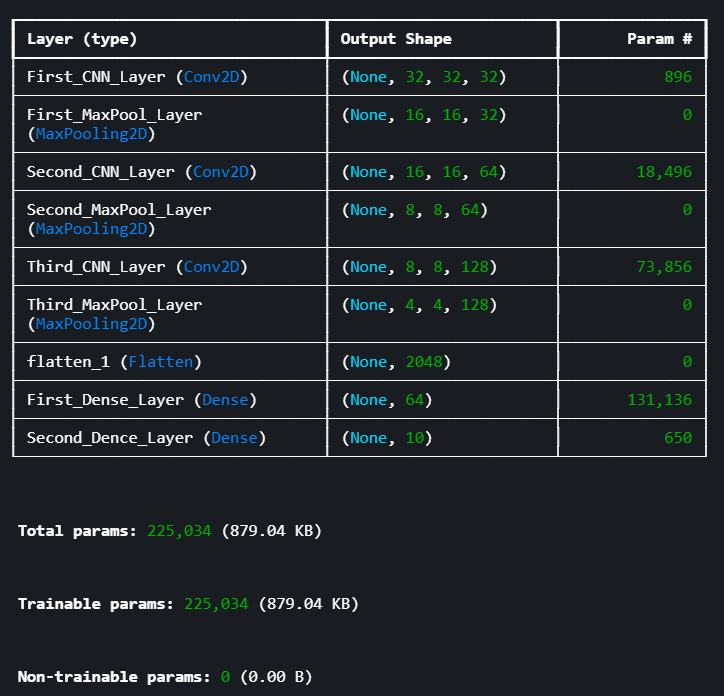 Layer (type) Output Shape Param #
First_CNN_Layer (Conv2D) (None, 32, 32, 32) 896
First_MaxPool_Layer (None, 16, 16, 32) 0
(MaxPooling2D)
Second_CNN_Layer (Conv2D) (None, 16, 16, 64) 18,496
Second_MaxPool_Layer (None, 8, 8, 64) 0
(MaxPooling2D)
Third_CNN_Layer (Conv2D) (None, 8, 8, 128) 73,856
Third_MaxPool_Layer (None, 4, 4, 128) 0
(MaxPooling2D)
flatten_1 (Flatten) (None, 2048) 0
First_Dense_Layer (Dense) (None, 64) 131,136
Second_Dence_Layer (Dense) (None, 10) 650
Total params: 225,034 (879.04 KB)
Trainable params: 225,034 (879.04 KB)
Non-trainable params: 0 (0.00 B)